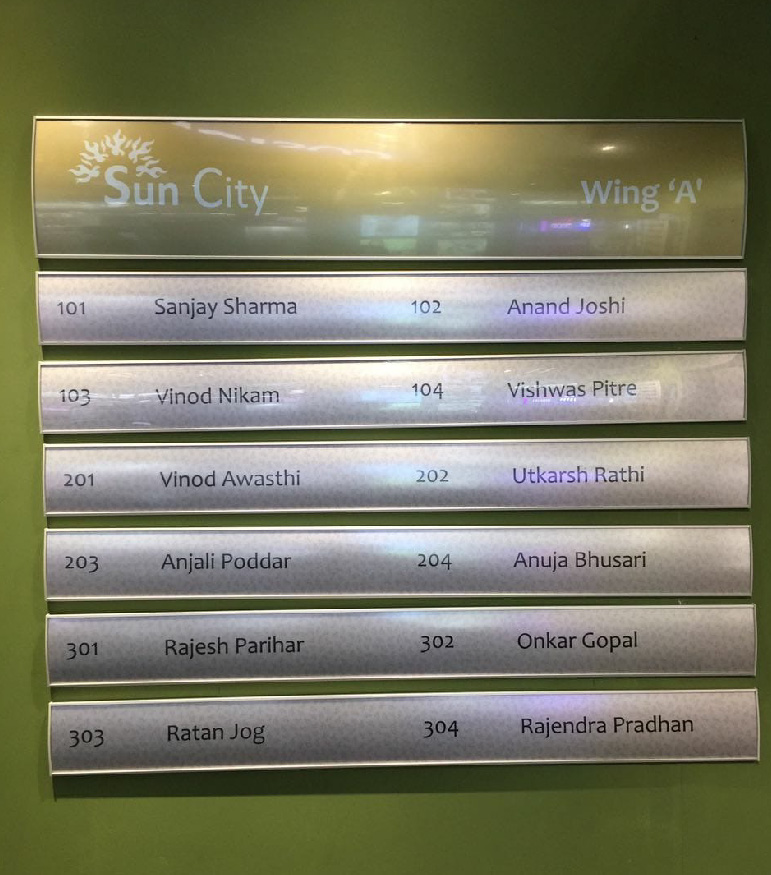 Sun City Wing ‘A'
101 Sanjay Sharma 102 Anand Joshi
103 Vinod Nikam 104 Vishwas Pitre
201 Vinod Awasthi 202 Utkarsh Rathi
203 Anjali Poddar 204 Anuja Bhusari
301 Rajesh Parihar 302 Onkar Gopal
303 Ratan Jog 304 Rajendra Pradhan